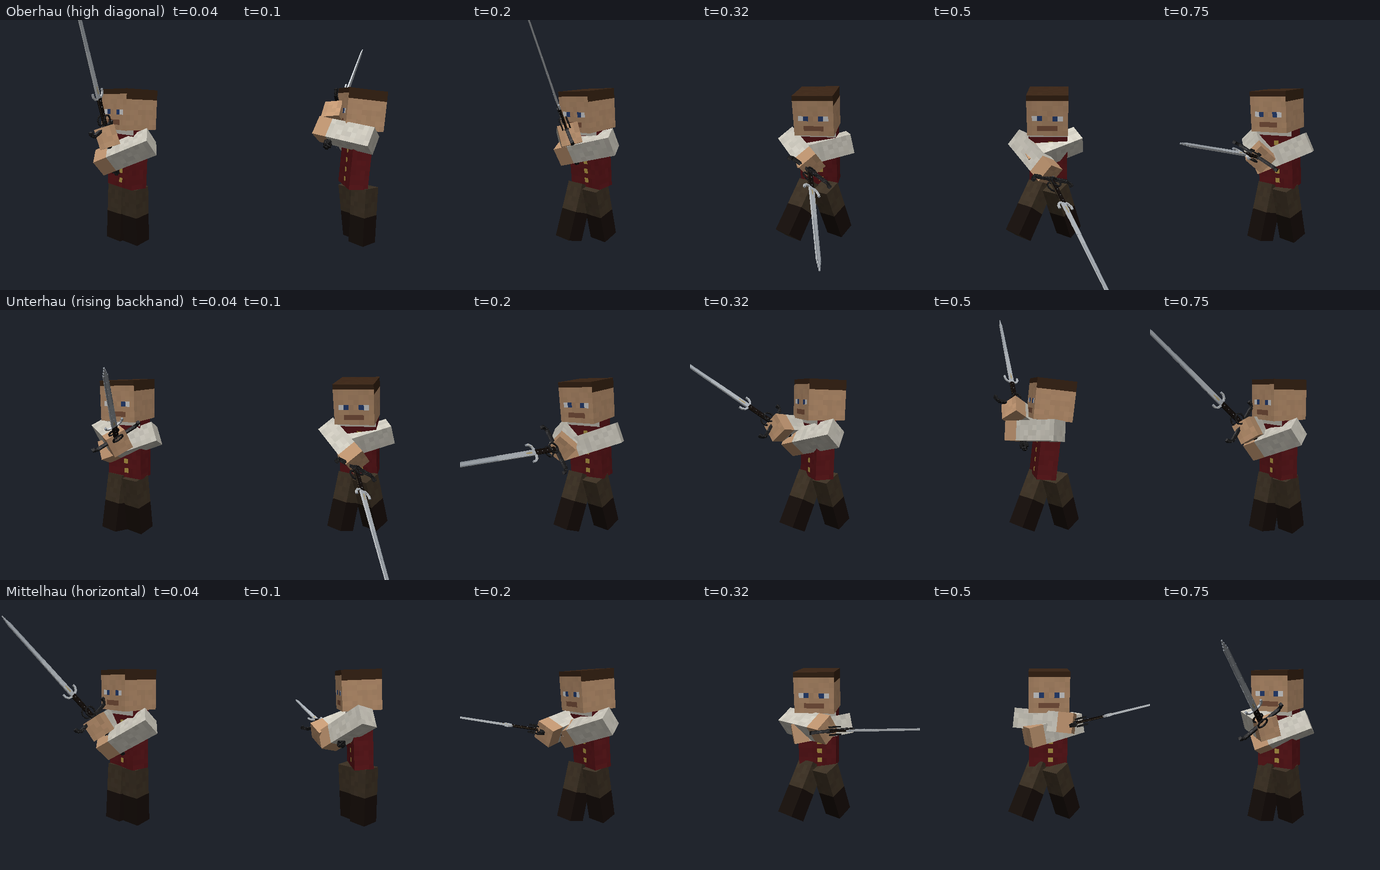 Oberhau (high diagonal) t=0.04 t=0.1 t=0.2 t=0.32 t=0.5 t=0.75
Unterhau (rising backhand) t=0.04 t=0.1 t=0.2 t=0.32 t=0.5 t=0.75
Mittelhau (horizontal) t=0.04 t=0.1 t=0.2 t=0.32 t=0.5 t=0.75